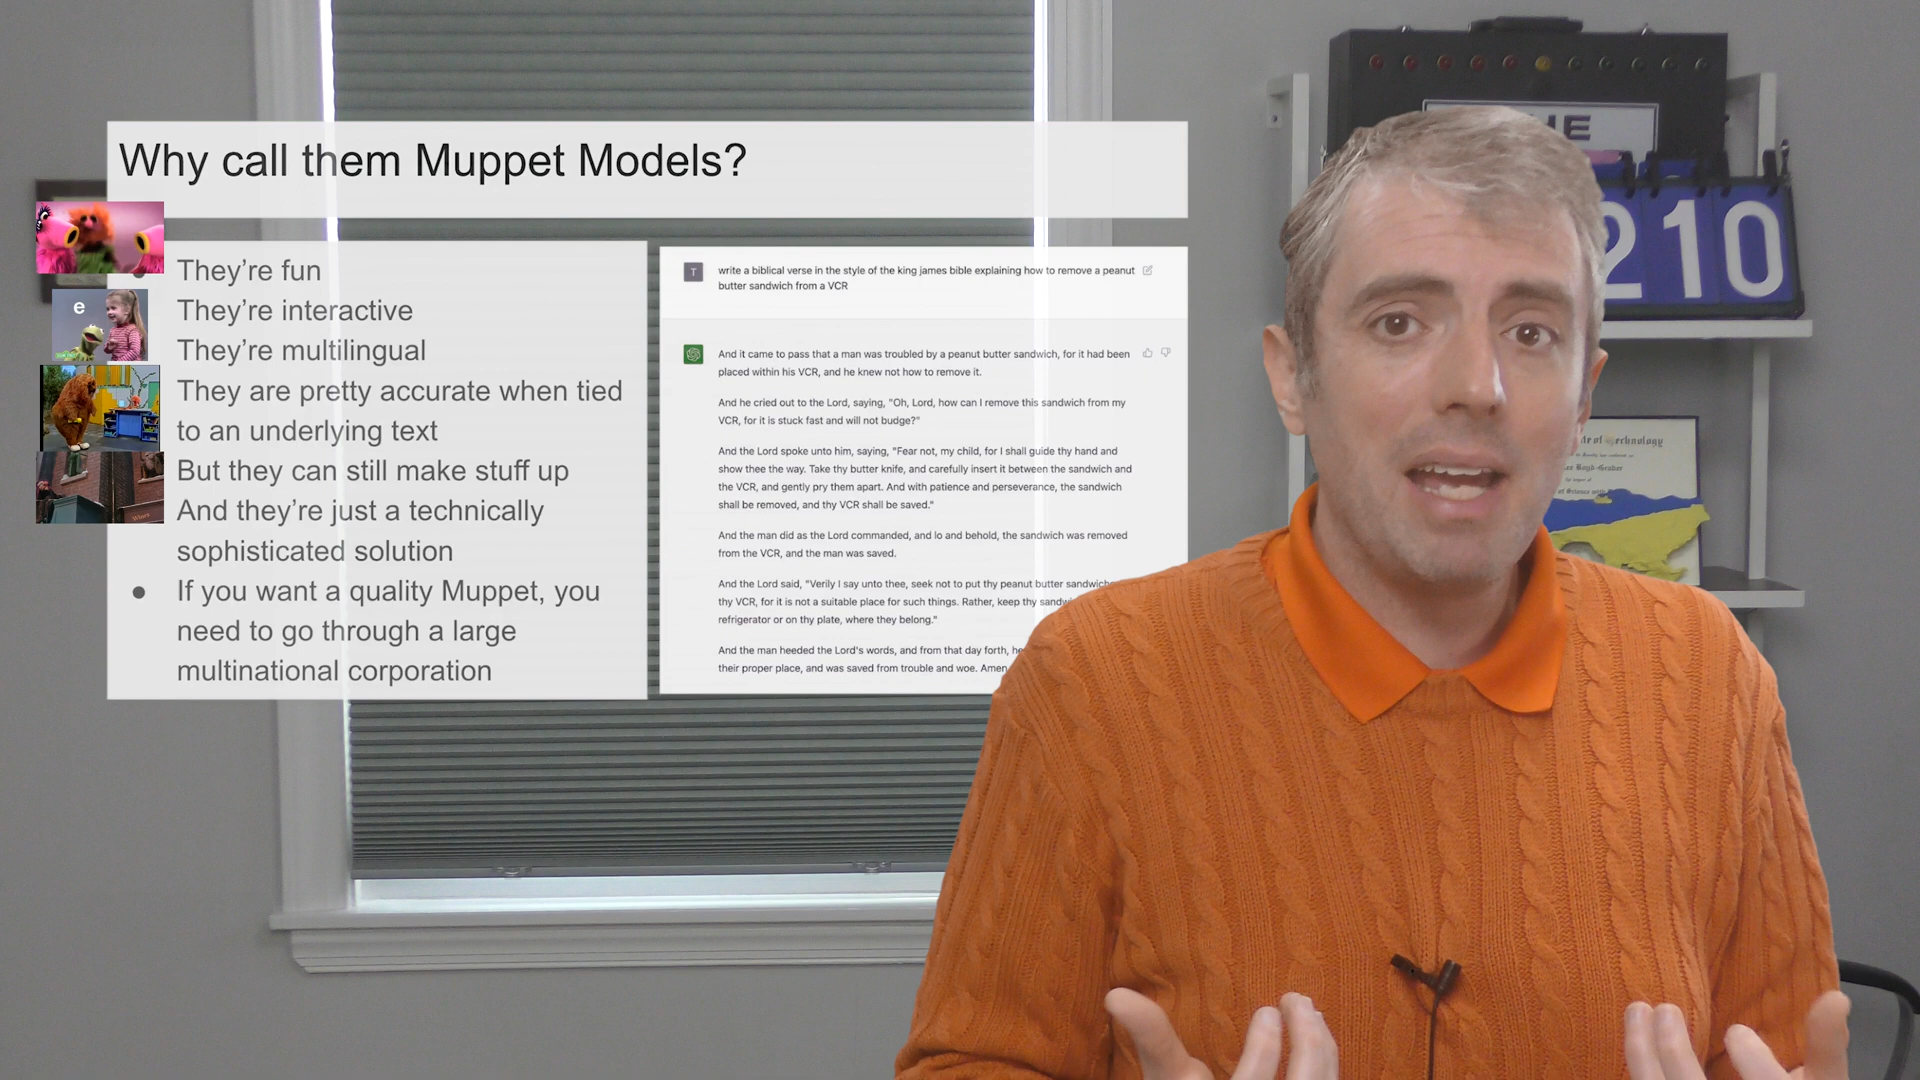 Why call them Muppet Models?
They’re fun
They’re interactive
They’re multilingual
They are pretty accurate when tied
to an underlying text
But they can still make stuff up
And they’re just a technically
sophisticated solution
If you want a quality Muppet, you
need to go through a large
multinational corporation
e
T
write a biblical verse in the style of the king james bible explaining how to remove a peanut
butter sandwich from a VCR
And it came to pass that a man was troubled by a peanut butter sandwich, for it had been
placed within his VCR, and he knew not how to remove it.
And he cried out to the Lord, saying, "Oh, Lord, how can I remove this sandwich from my
VCR, for it is stuck fast and will not budge?"
And the Lord spoke unto him, saying, "Fear not, my child, for I shall guide thy hand and
show thee the way. Take thy butter knife, and carefully insert it between the sandwich and
the VCR, and gently pry them apart. And with patience and perseverance, the sandwich
shall be removed, and thy VCR shall be saved."
And the man did as the Lord commanded, and lo and behold, the sandwich was removed
from the VCR, and the man was saved.
And the Lord said, "Verily I say unto thee, seek not to put thy peanut butter
thy VCR, for it is not a suitable place for such things. Rather, keep thy
refrigerator or on thy plate, where they belong."
And the man heeded the Lord's words, and from that day forth, he
their proper place, and was saved from trouble and woe. Amen
210